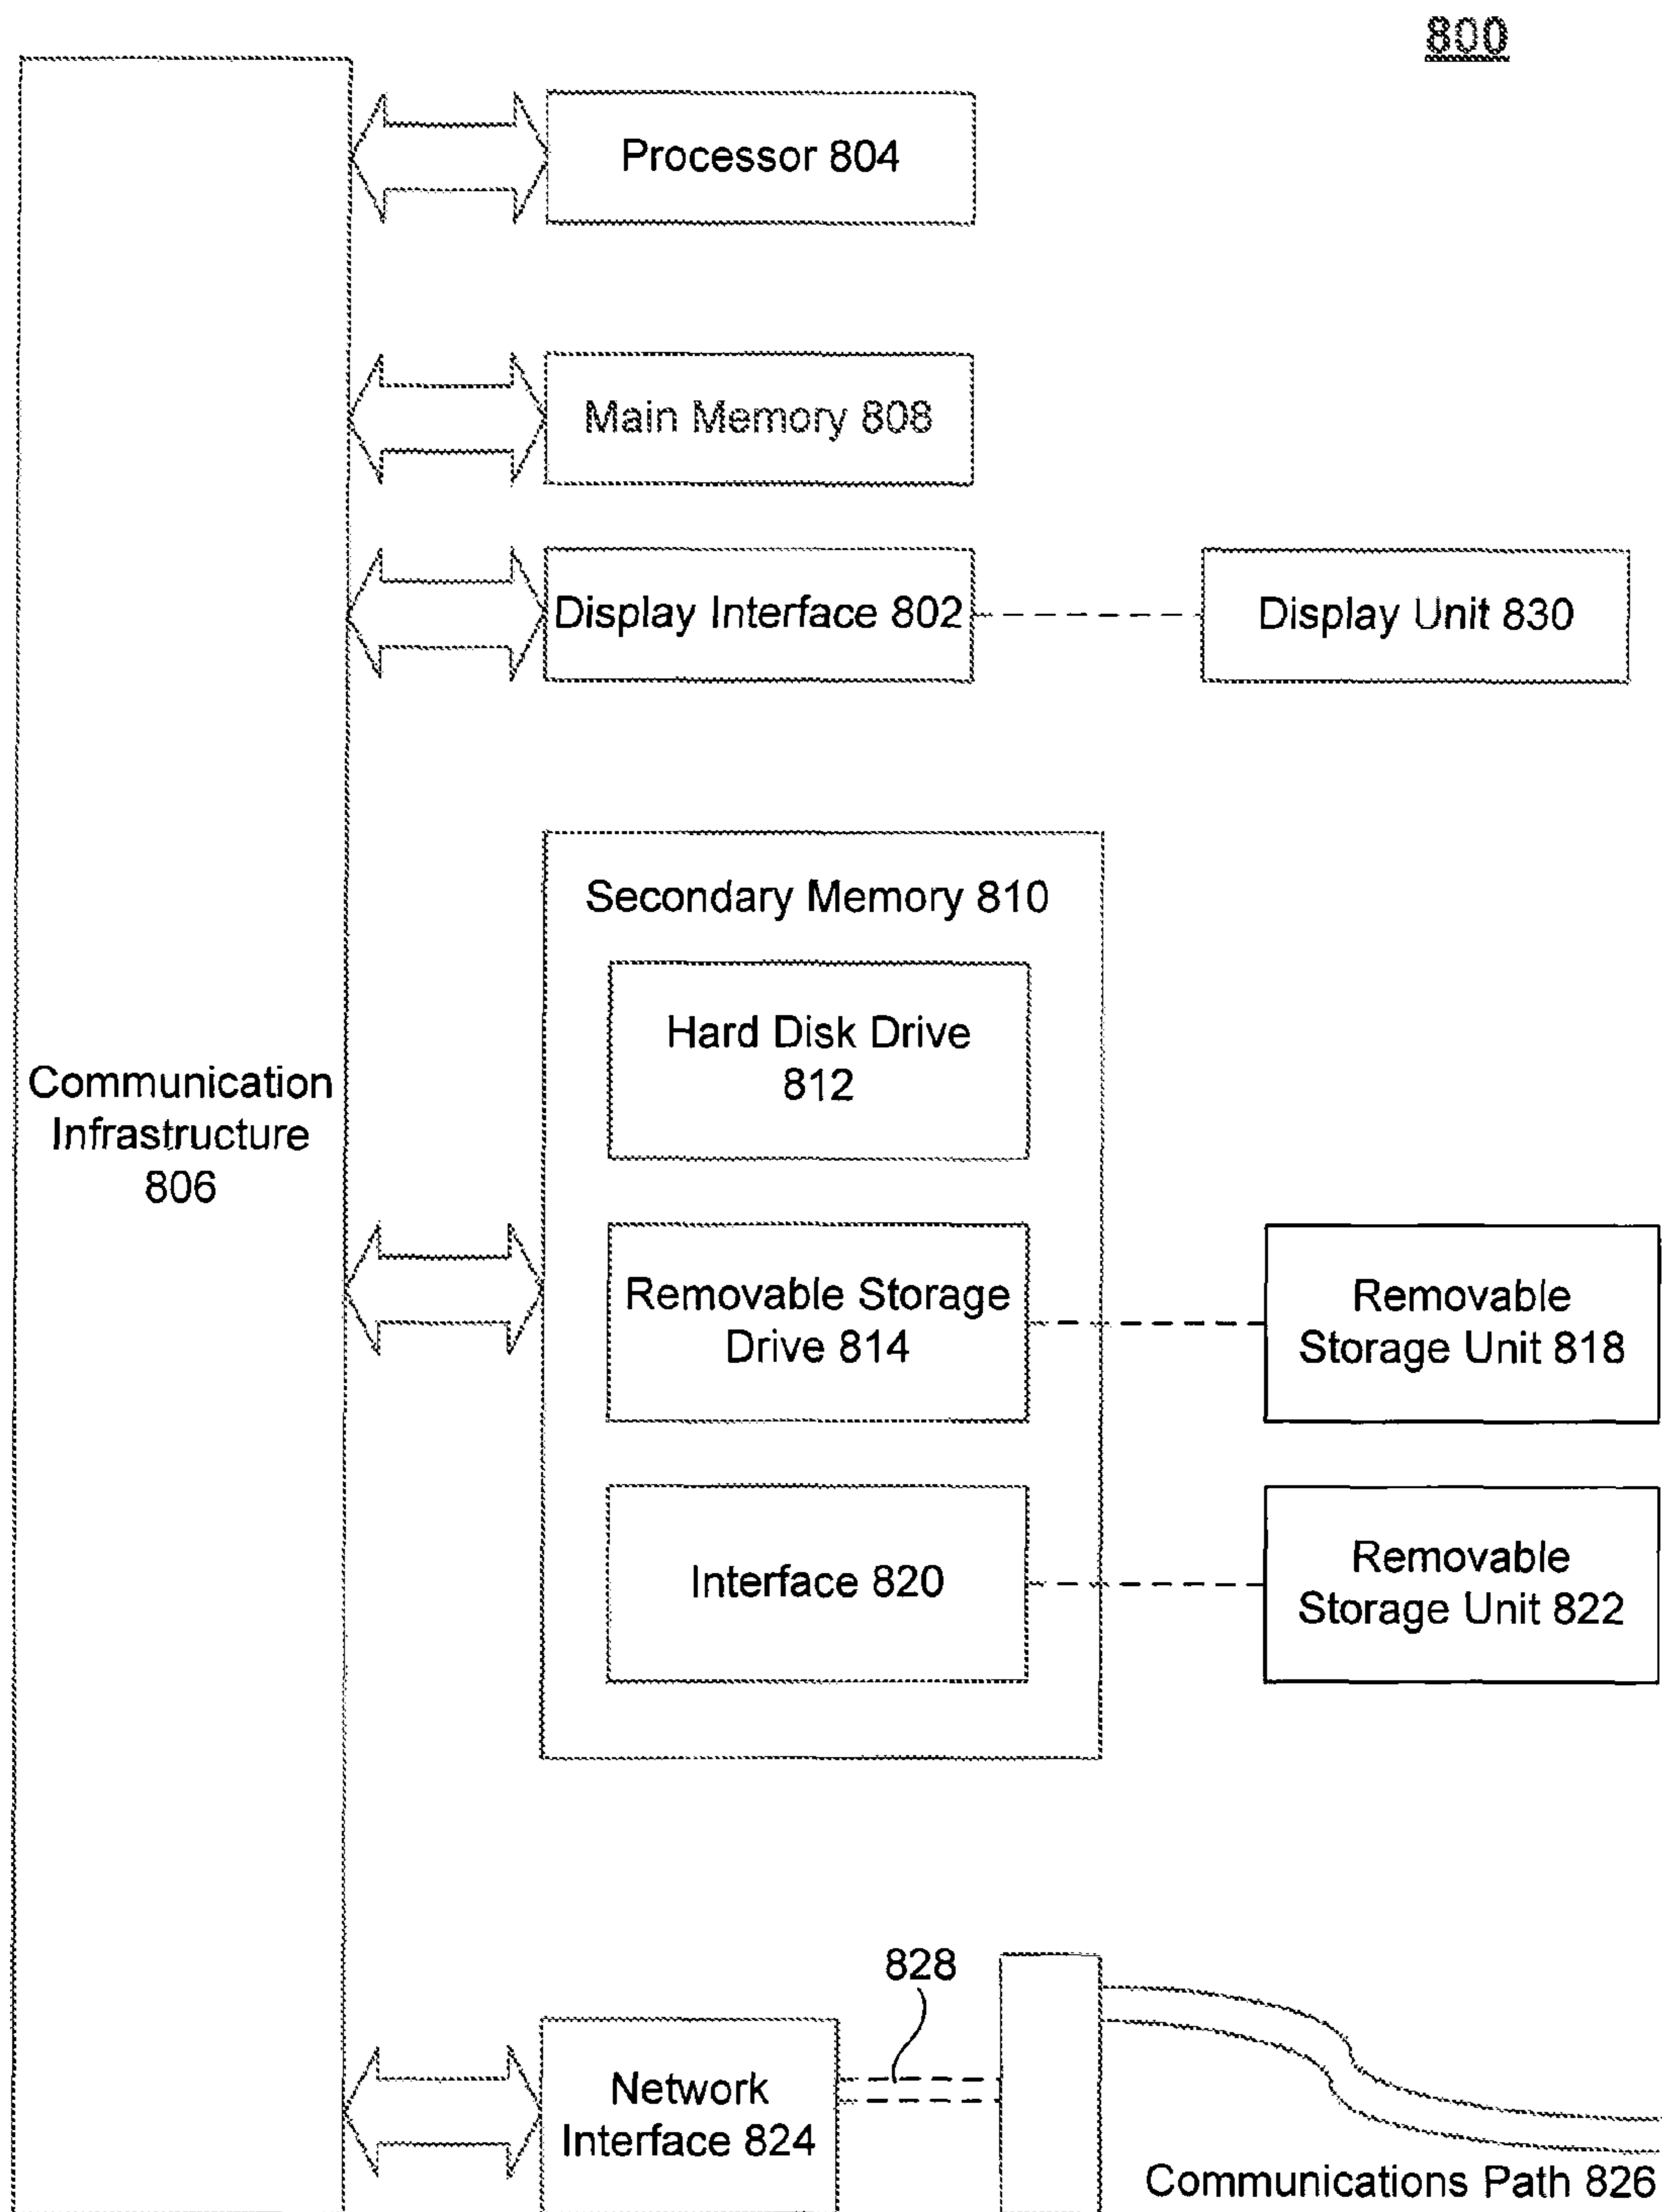 800
Processor 804
Main Memory 808
Display Interface 802
Display Unit 830
Secondary Memory 810
Hard Disk Drive
812
Communication
Infrastructure
806
Removable Storage
Drive 814
Removable
Storage Unit 818
Interface 820
Removable
Storage Unit 822
828
Network
Interface 824
Communications Path 826